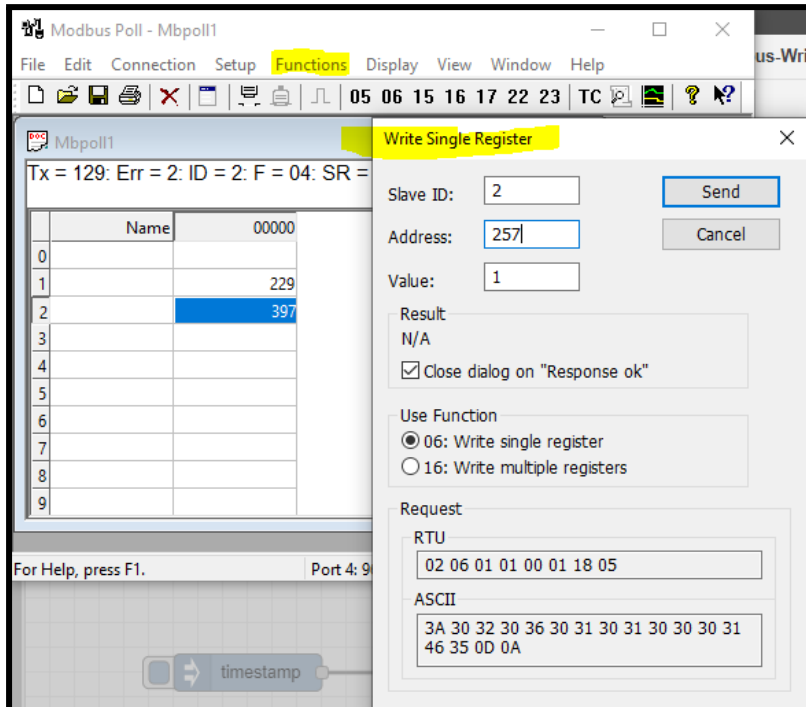 Modbus Poll - Mbpoll1
File Edit Connection Setup Functions Display View Window Help
us-Wri
05 06 15 16 17 22 23 TC
Mbpoll1
Tx = 129: Err = 2: ID = 2: F = 04: SR =
Name 00000
0
1 229
2 397
3
4
5
6
7
8
9
For Help, press F1. Port 4: 9
Write Single Register
Slave ID: 2 Send
Address: 257 Cancel
Value: 1
Result
N/A
Close dialog on "Response ok"
Use Function
06: Write single register
16: Write multiple registers
Request
RTU
02 06 01 01 00 01 18 05
ASCII
3A 30 32 30 36 30 31 30 31 30 30 30 31
46 35 0D 0A
timestamp